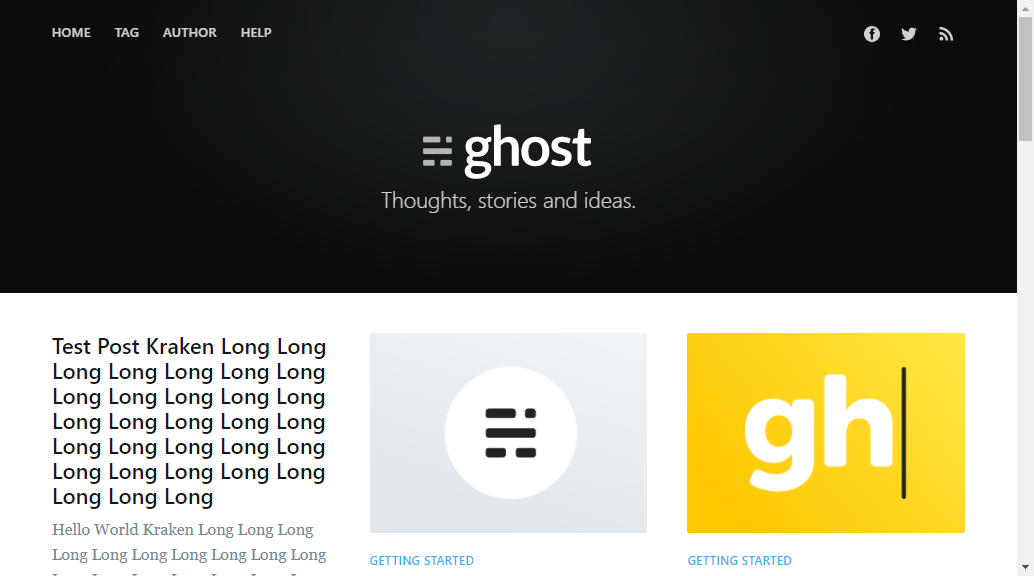 HOME TAG AUTHOR HELP
ghost
Thoughts, stories and ideas.
Test Post Kraken Long Long
Long Long Long Long Long
Long Long Long Long Long
Long Long Long Long Long
Long Long Long Long Long
Long Long Long Long Long
Long Long Long
Hello World Kraken Long Long Long
Long Long Long Long Long Long Long
gh
GETTING STARTED
GETTING STARTED